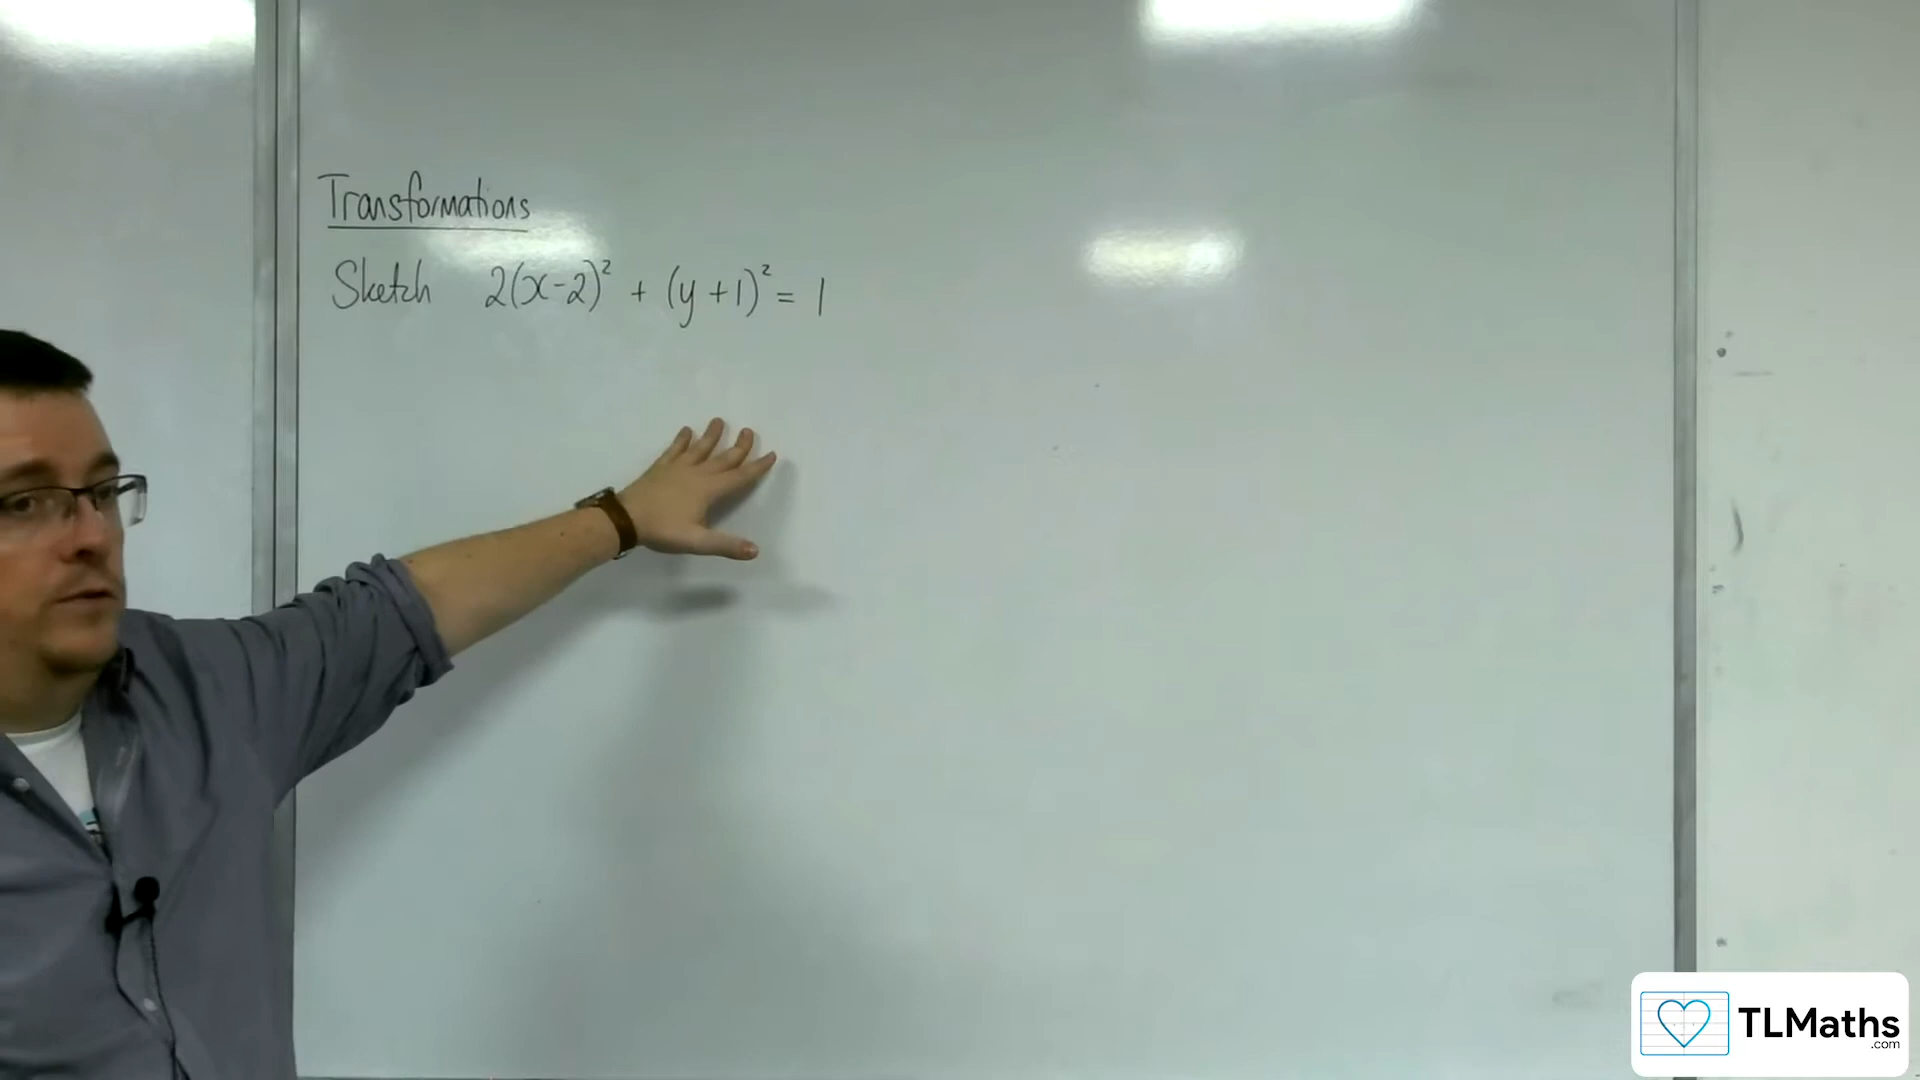 Transformations
Sketch 2(x-2)² + (y+1)² = 1
TLMaths
.com